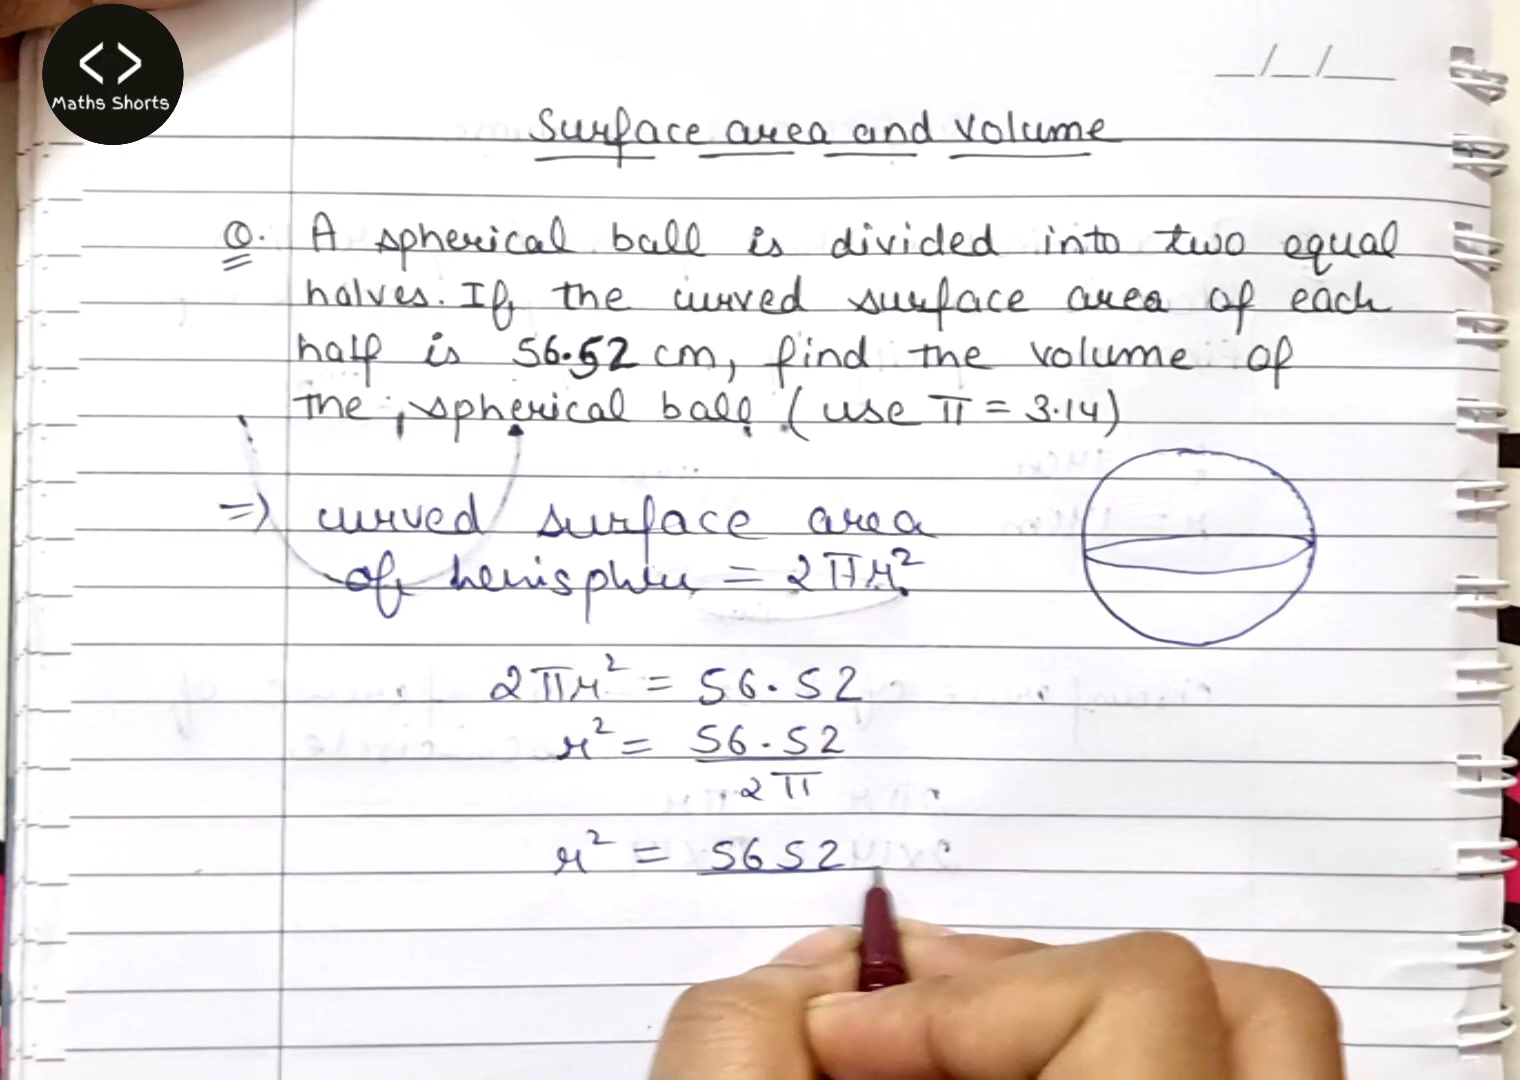 <>
Maths Shorts
_/_/__
Surface area and volume
Q. A spherical ball is divided into two equal
halves. If the curved surface area of each
half is 56.52 cm, find the volume of
the spherical ball (use π = 3.14)
⇒ curved surface area
of = 2πr²
2πr² = 56.52
r² = 56.52
2π
r² = 5652